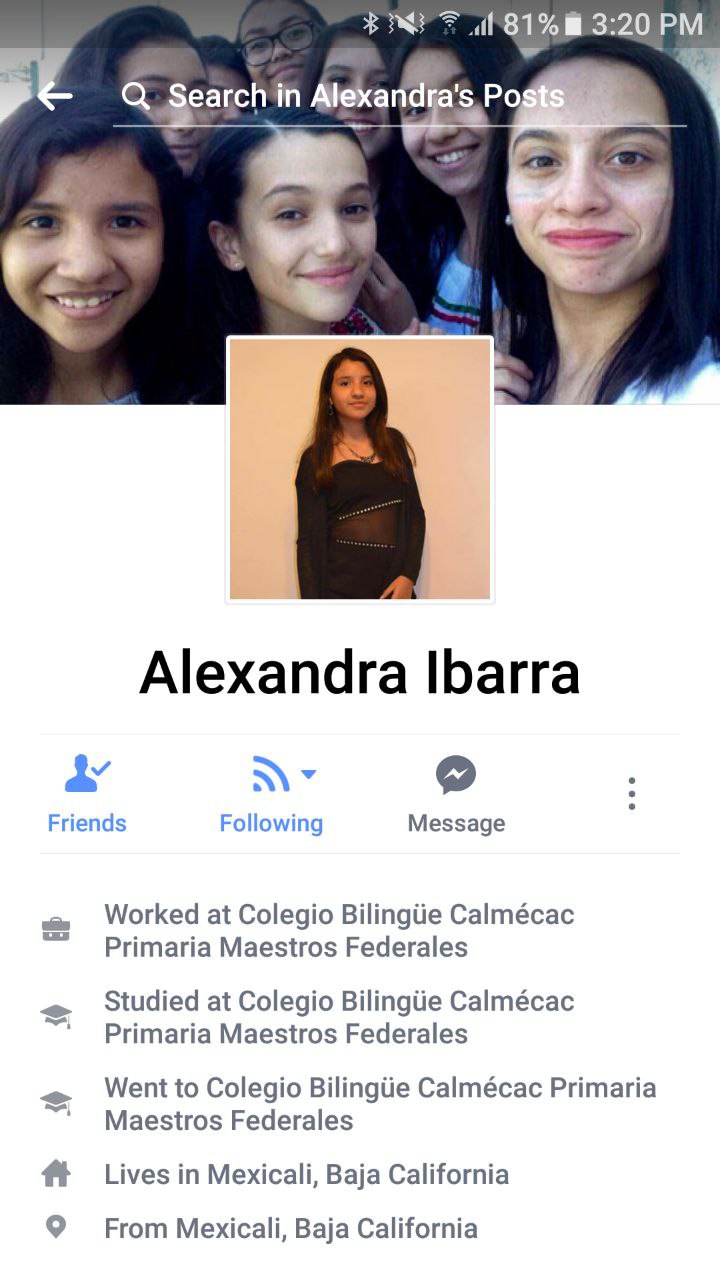 81% 3:20 PM
Search in Alexandra's Posts
Alexandra Ibarra
Friends
Following
Message
Worked at Colegio Bilingüe Calmécac
Primaria Maestros Federales
Studied at Colegio Bilingüe Calmécac
Primaria Maestros Federales
Went to Colegio Bilingüe Calmécac Primaria
Maestros Federales
Lives in Mexicali, Baja California
From Mexicali, Baja California